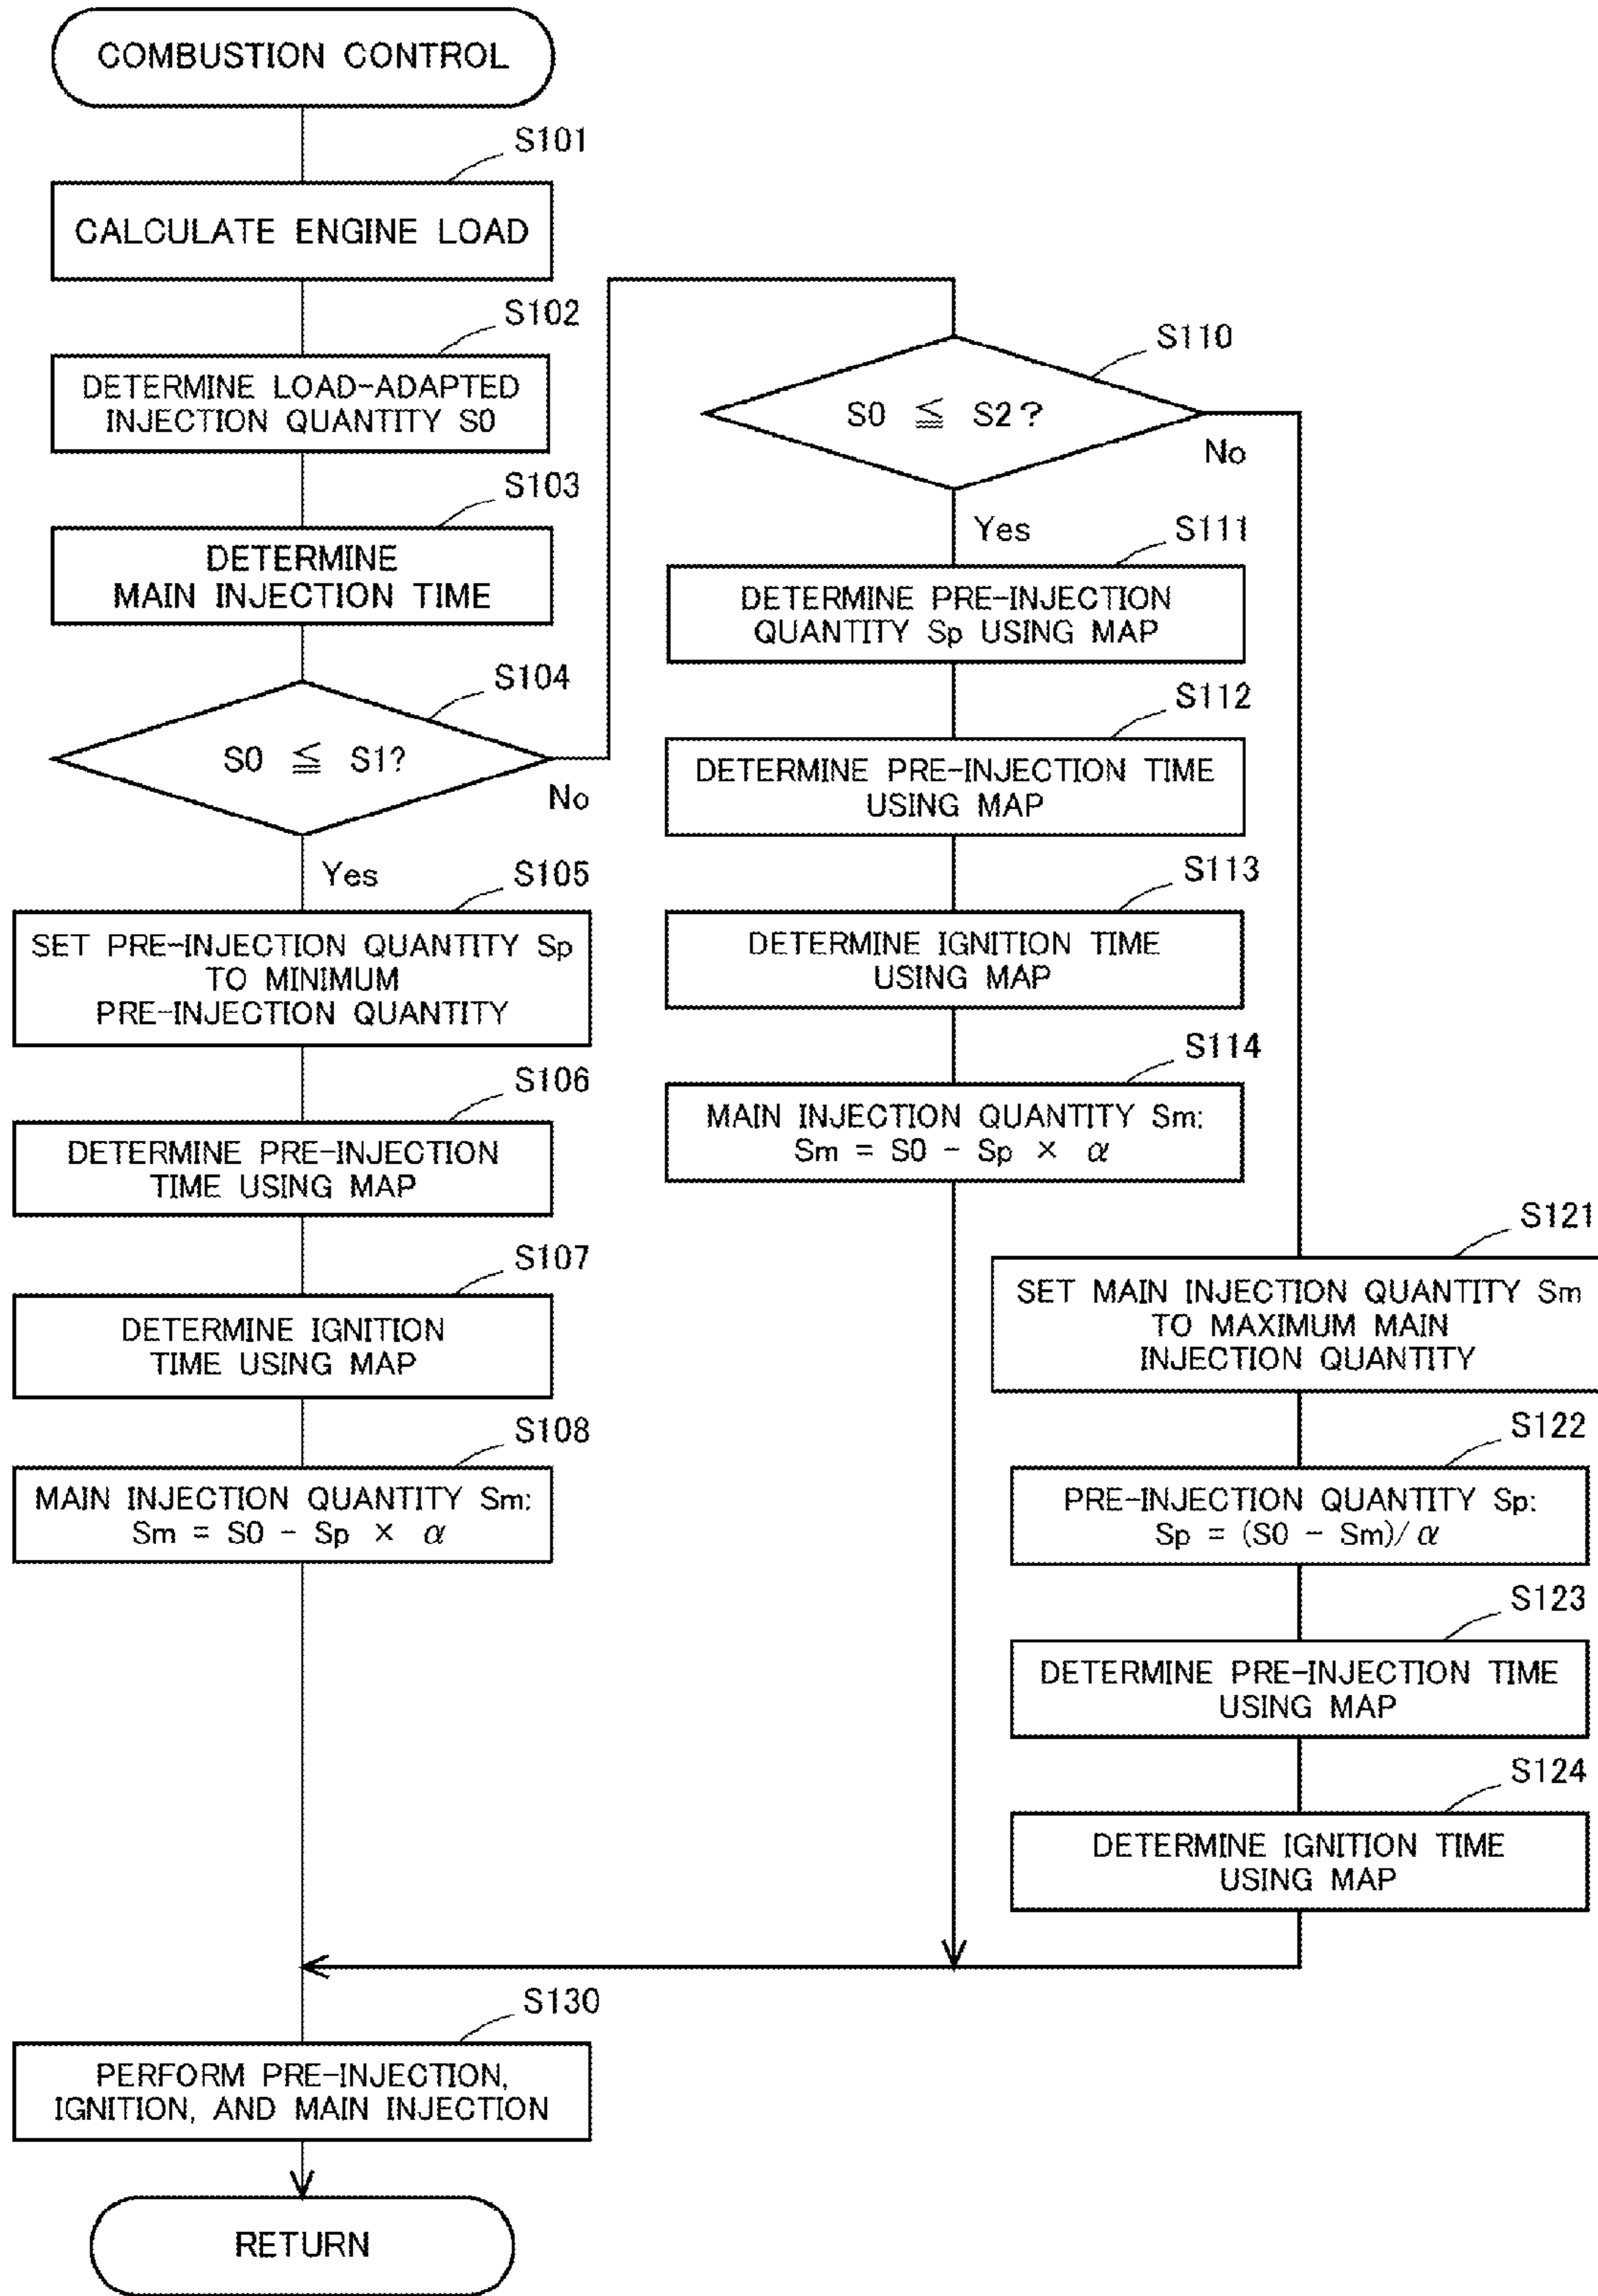 COMBUSTION CONTROL
S101
CALCULATE ENGINE LOAD
S102
DETERMINE LOAD-ADAPTED
INJECTION QUANTITY S0
S103
DETERMINE
MAIN INJECTION TIME
S104
S0 ≦ S1?
No
Yes
S105
SET PRE-INJECTION QUANTITY Sp
TO MINIMUM
PRE-INJECTION QUANTITY
S106
DETERMINE PRE-INJECTION
TIME USING MAP
S107
DETERMINE IGNITION
TIME USING MAP
S108
MAIN INJECTION QUANTITY Sm:
Sm = S0 - Sp × α
S110
S0 ≦ S2?
No
Yes
S111
DETERMINE PRE-INJECTION
QUANTITY Sp USING MAP
S112
DETERMINE PRE-INJECTION TIME
USING MAP
S113
DETERMINE IGNITION TIME
USING MAP
S114
MAIN INJECTION QUANTITY Sm:
Sm = S0 - Sp × α
S121
SET MAIN INJECTION QUANTITY Sm
TO MAXIMUM MAIN
INJECTION QUANTITY
S122
PRE-INJECTION QUANTITY Sp:
Sp = (S0 - Sm)/ α
S123
DETERMINE PRE-INJECTION TIME
USING MAP
S124
DETERMINE IGNITION TIME
USING MAP
S130
PERFORM PRE-INJECTION,
IGNITION, AND MAIN INJECTION
RETURN